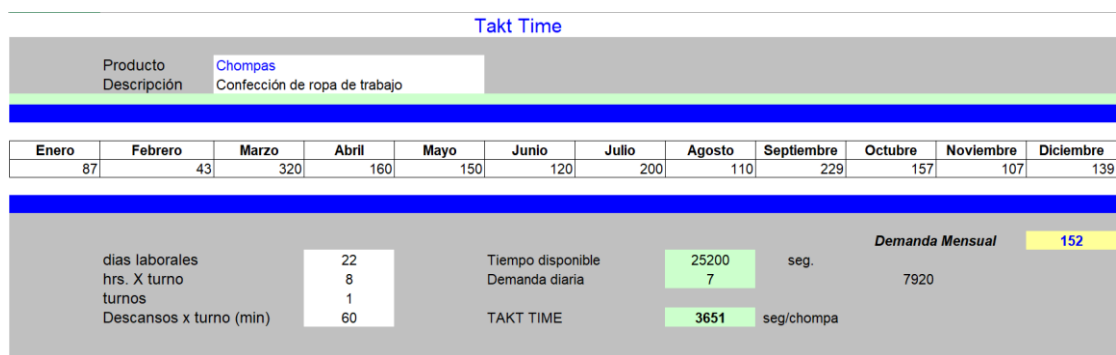 Takt Time
Producto Chompas
Descripción Confección de ropa de trabajo
Enero Febrero Marzo Abril Mayo Junio Julio Agosto Septiembre Octubre Noviembre Diciembre
87 43 320 160 150 120 200 110 229 157 107 139
Demanda Mensual 152
dias laborales 22 Tiempo disponible 25200 seg.
hrs. X turno 8 Demanda diaria 7 7920
turnos 1
Descansos x turno (min) 60 TAKT TIME 3651 seg/chompa